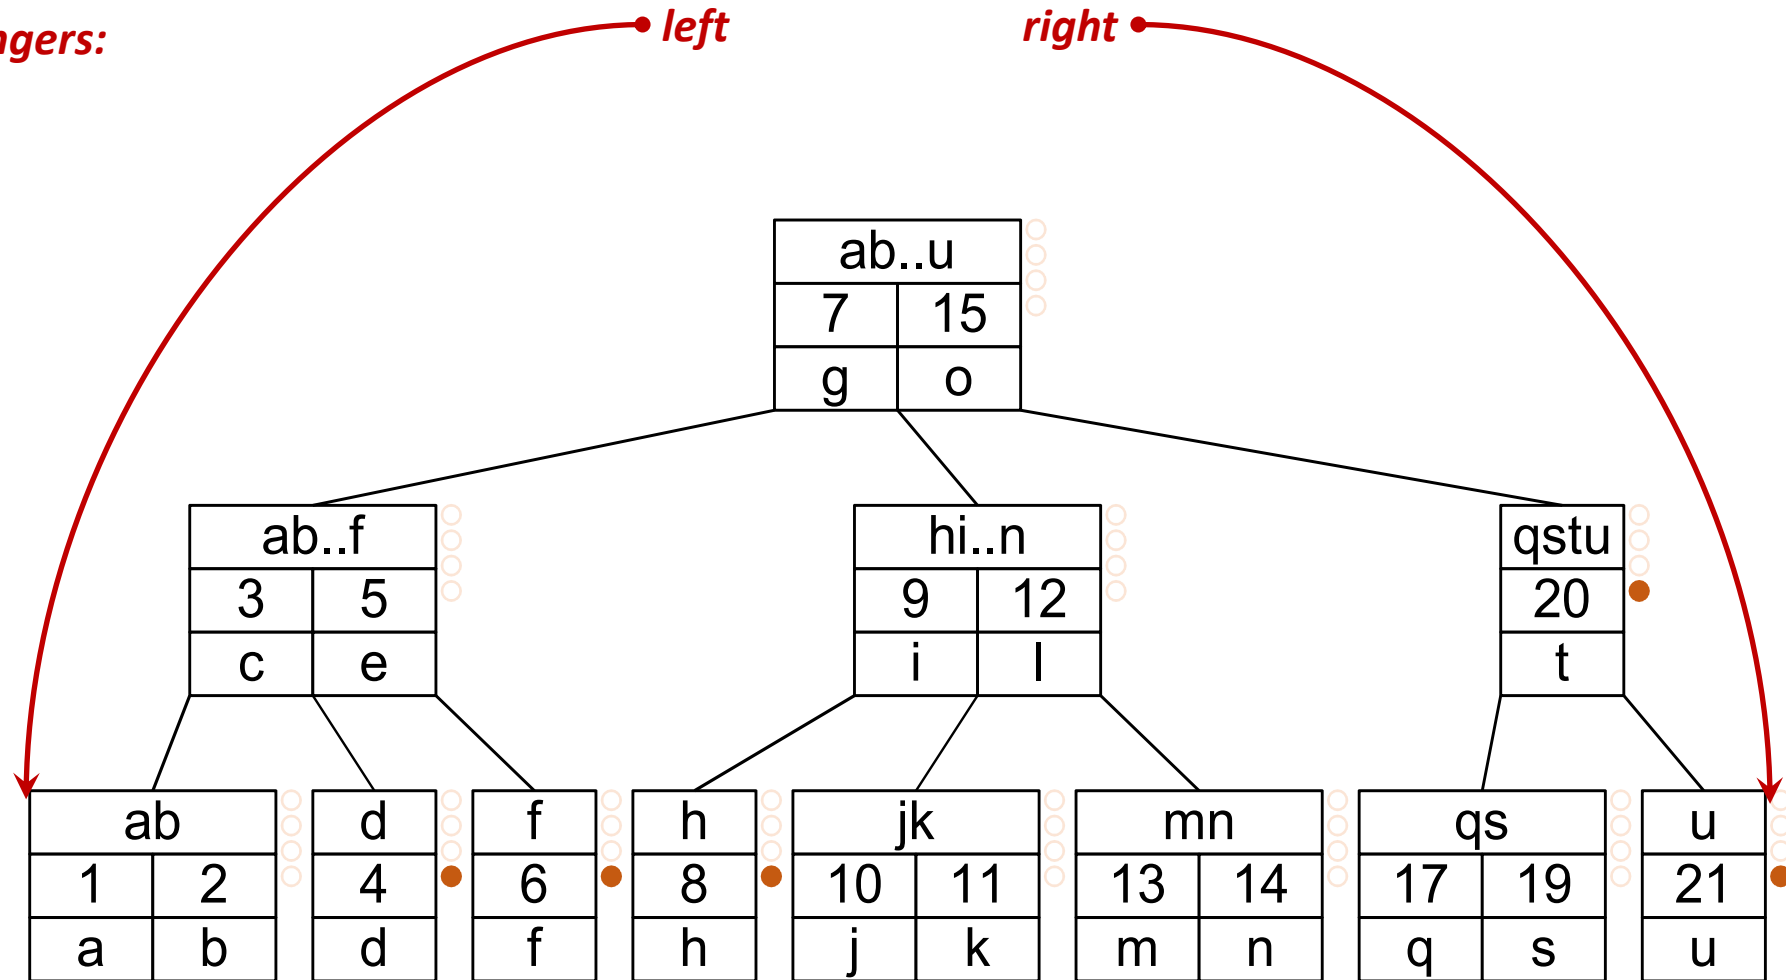 ngers: left right
ab..u
7 15
g o
ab..f hi..n qstu
3 5 9 12 20
c e i l t
ab d f h jk mn qs u
1 2 4 6 8 10 11 13 14 17 19 21
a b d f h j k m n q s u